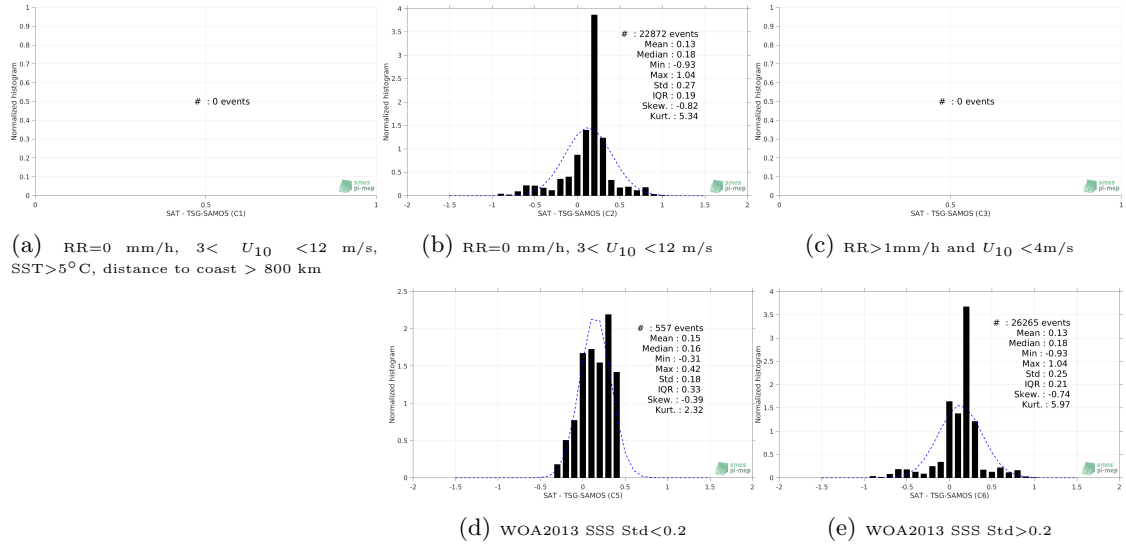 1
0.9
0.8
0.7
0.6
0.5
0.4
0.3
0.2
0.1
0
Normalized histogram
# : 0 events
0 0.5 1
SAT - TSG-SAMOS (C1)
smos
pi-mep
(a) RR=0 mm/h, 3< U10 <12 m/s,
SST>5°C, distance to coast > 800 km
4
3.5
3
2.5
2
1.5
1
0.5
0
Normalized histogram
# : 22872 events
Mean : 0.13
Median : 0.18
Min : -0.93
Max : 1.04
Std : 0.27
IQR : 0.19
Skew. : -0.82
Kurt. : 5.34
-2 -1.5 -1 -0.5 0 0.5 1 1.5 2
SAT - TSG-SAMOS (C2)
smos
pi-mep
(b) RR=0 mm/h, 3< U10 <12 m/s
1
0.9
0.8
0.7
0.6
0.5
0.4
0.3
0.2
0.1
0
Normalized histogram
# : 0 events
0 0.5 1
SAT - TSG-SAMOS (C3)
smos
pi-mep
(c) RR>1mm/h and U10 <4m/s
2.5
2
1.5
1
0.5
0
Normalized histogram
# : 557 events
Mean : 0.15
Median : 0.16
Min : -0.31
Max : 0.42
Std : 0.18
IQR : 0.33
Skew. : -0.39
Kurt. : 2.32
-2 -1.5 -1 -0.5 0 0.5 1 1.5 2
SAT - TSG-SAMOS (C5)
smos
pi-mep
(d) WOA2013 SSS Std<0.2
4
3.5
3
2.5
2
1.5
1
0.5
0
Normalized histogram
# : 26265 events
Mean : 0.13
Median : 0.18
Min : -0.93
Max : 1.04
Std : 0.25
IQR : 0.21
Skew. : -0.74
Kurt. : 5.97
-2 -1.5 -1 -0.5 0 0.5 1 1.5 2
SAT - TSG-SAMOS (C6)
smos
pi-mep
(e) WOA2013 SSS Std>0.2